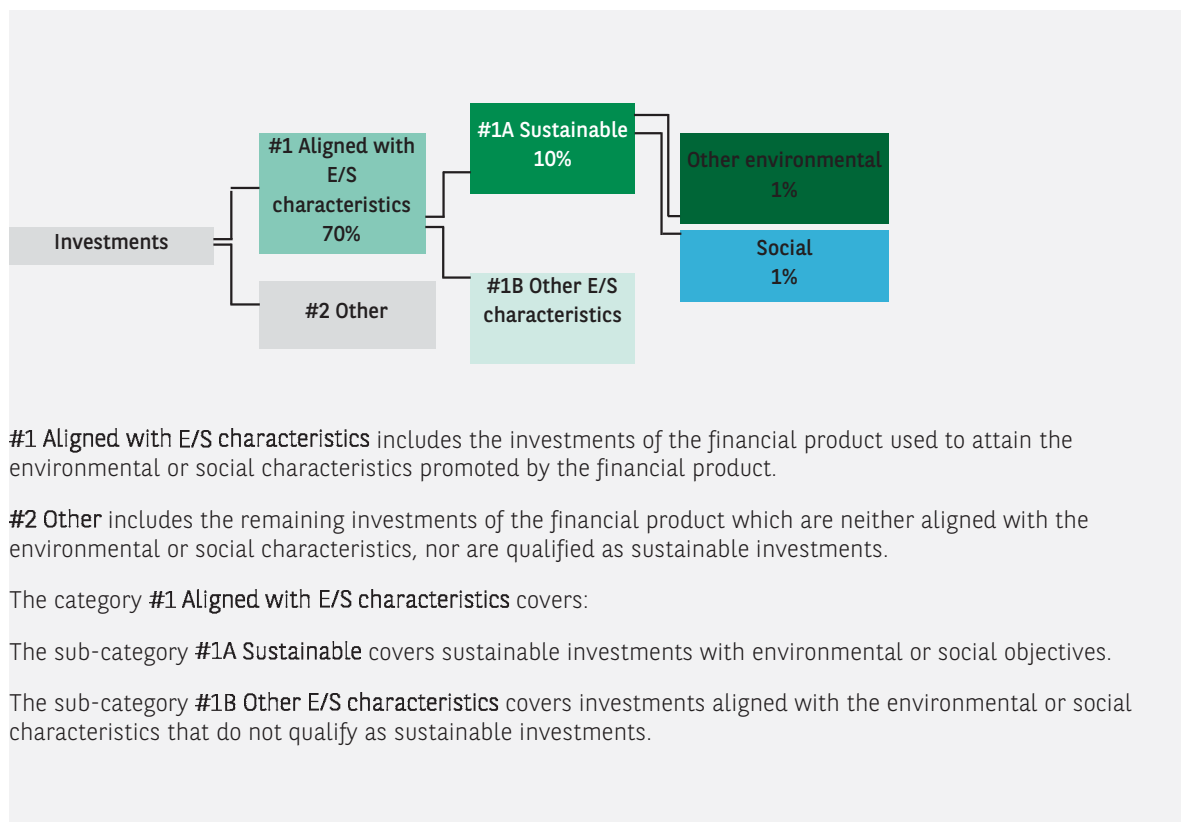 #1A Sustainable
10%
#1 Aligned with
E/S
characteristics
70%
Other environmental
1%
Investments
Social
1%
#2 Other
#1B Other E/S
characteristics
#1 Aligned with E/S characteristics includes the investments of the financial product used to attain the
environmental or social characteristics promoted by the financial product.
#2 Other includes the remaining investments of the financial product which are neither aligned with the
environmental or social characteristics, nor are qualified as sustainable investments.
The category #1 Aligned with E/S characteristics covers:
The sub-category #1A Sustainable covers sustainable investments with environmental or social objectives.
The sub-category #1B Other E/S characteristics covers investments aligned with the environmental or social
characteristics that do not qualify as sustainable investments.